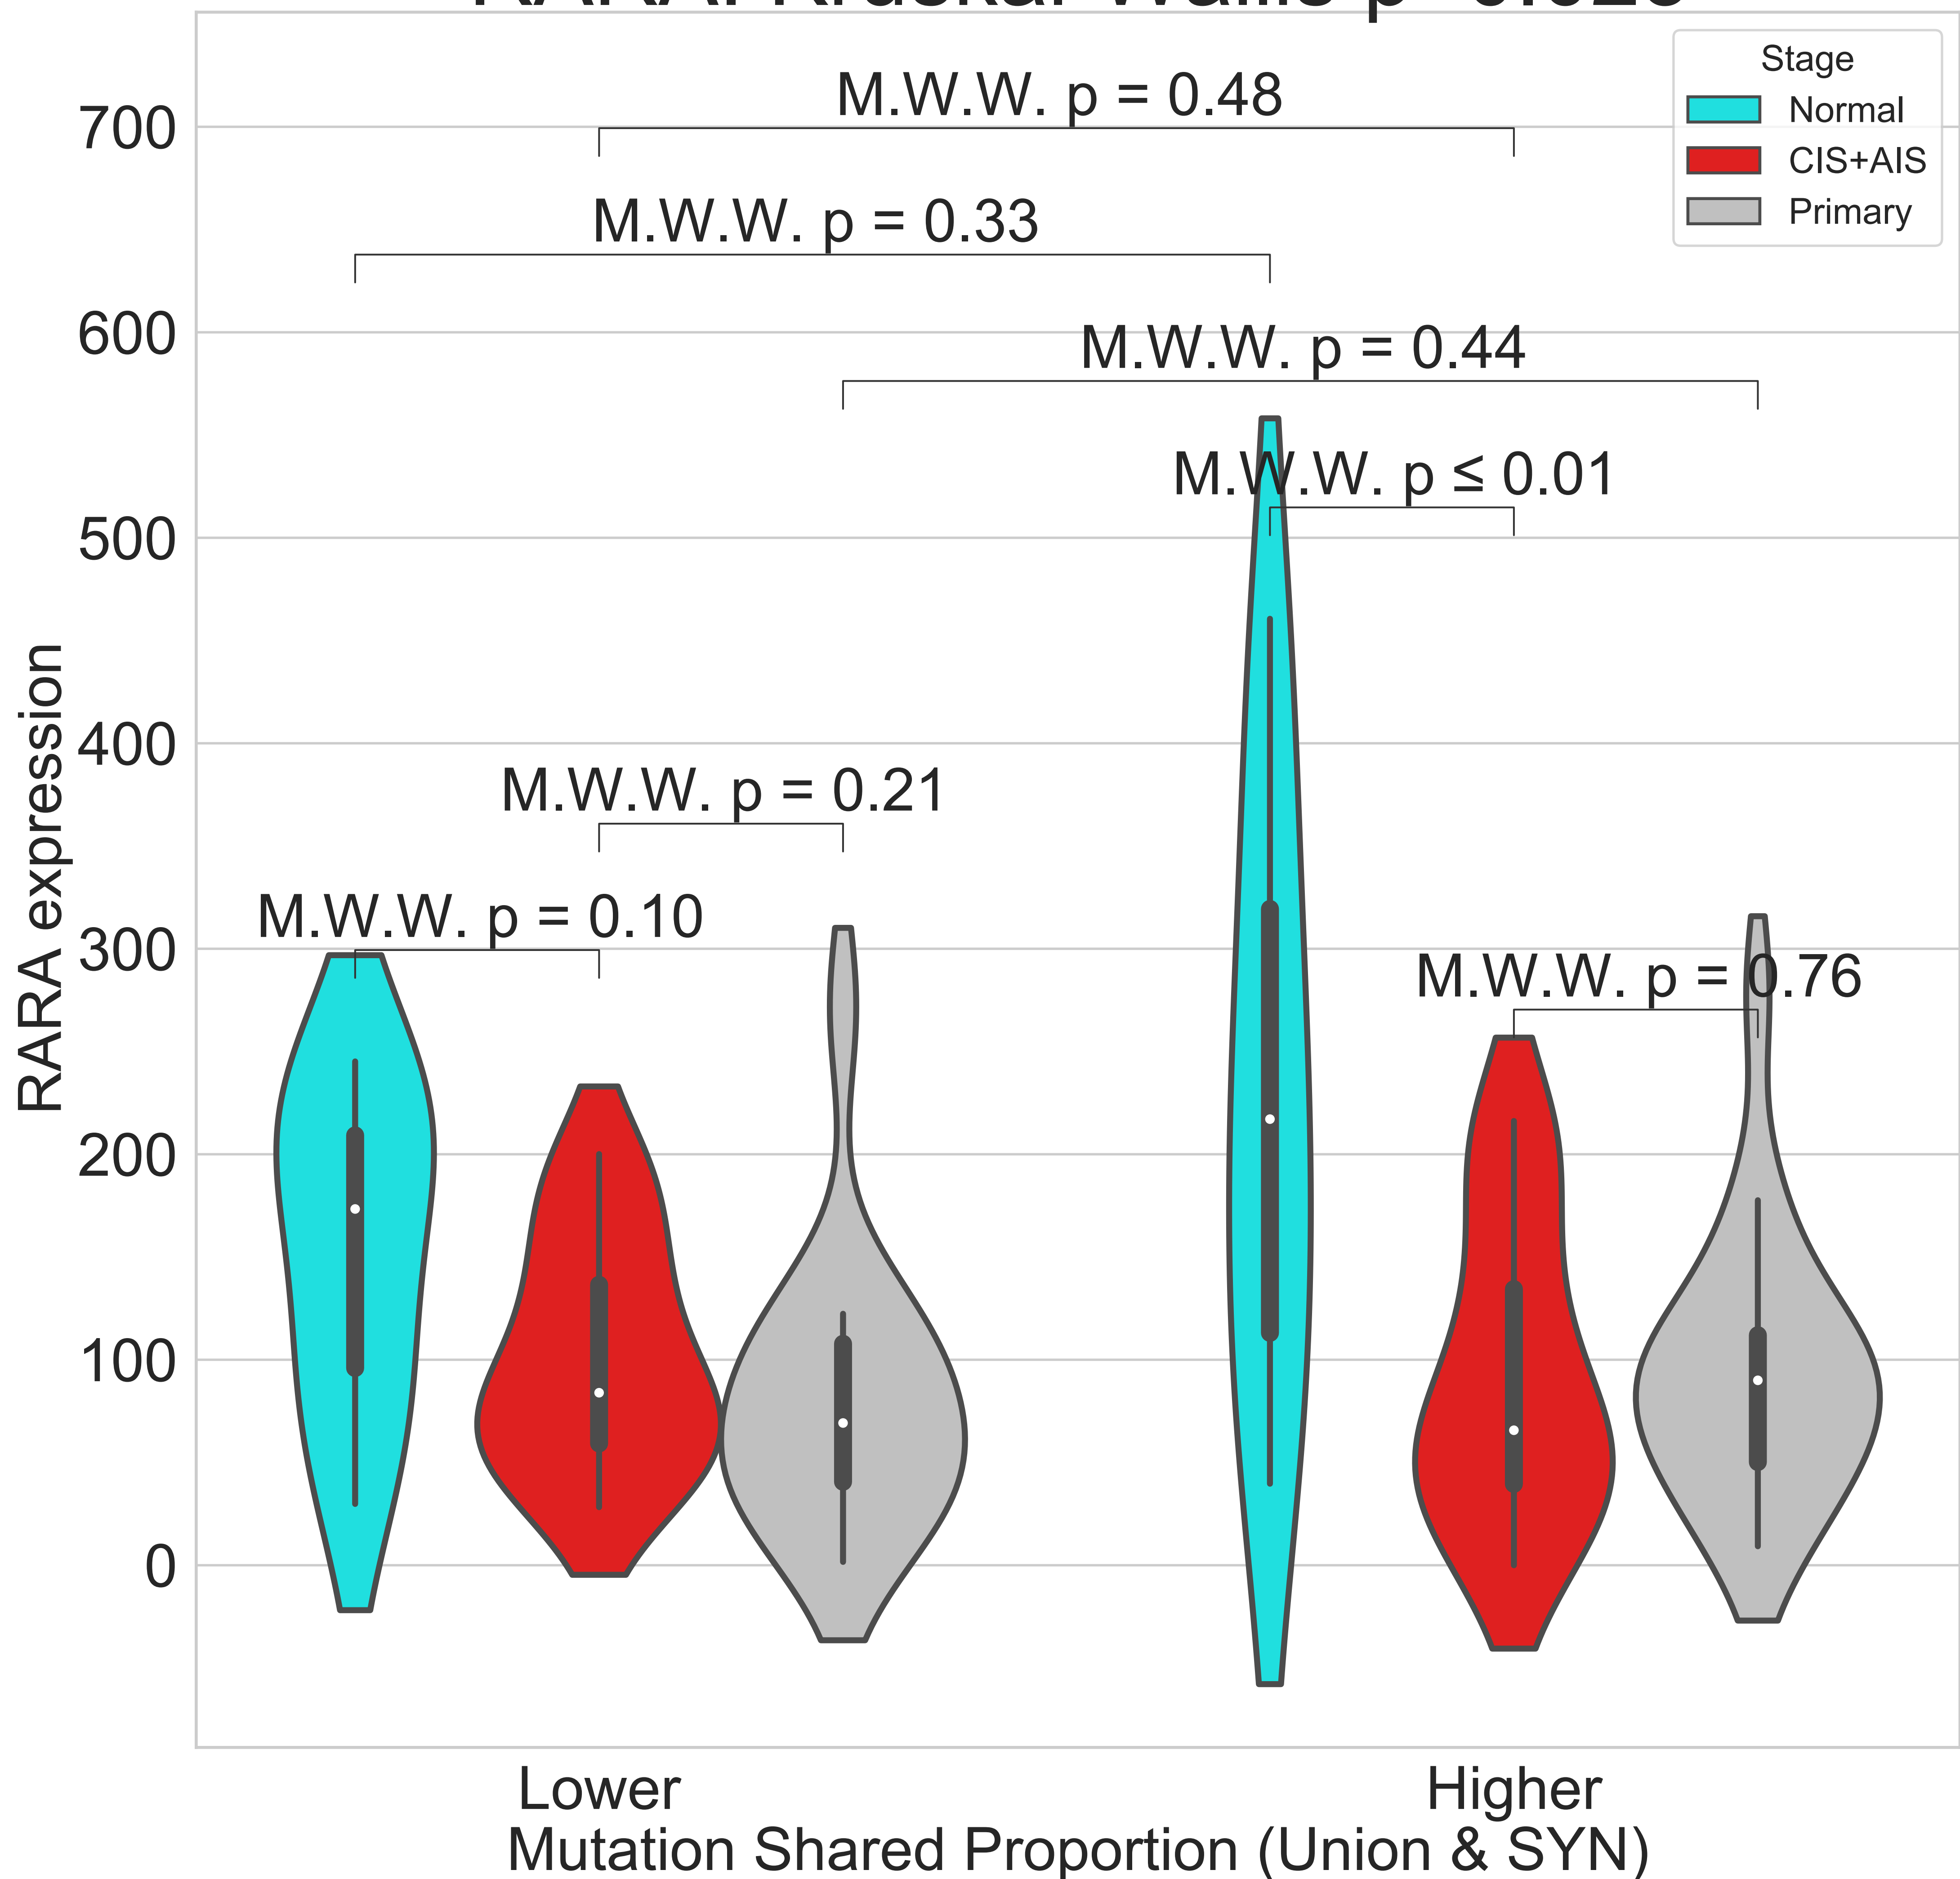 Stage
Normal
CIS+AIS
Primary
M.W.W. p = 0.48
M.W.W. p = 0.33
M.W.W. p = 0.44
M.W.W. p ≤ 0.01
M.W.W. p = 0.21
M.W.W. p = 0.10
M.W.W. p = 0.76
700
600
500
400
300
200
100
0
RARA expression
Lower
Higher
Mutation Shared Proportion (Union & SYN)